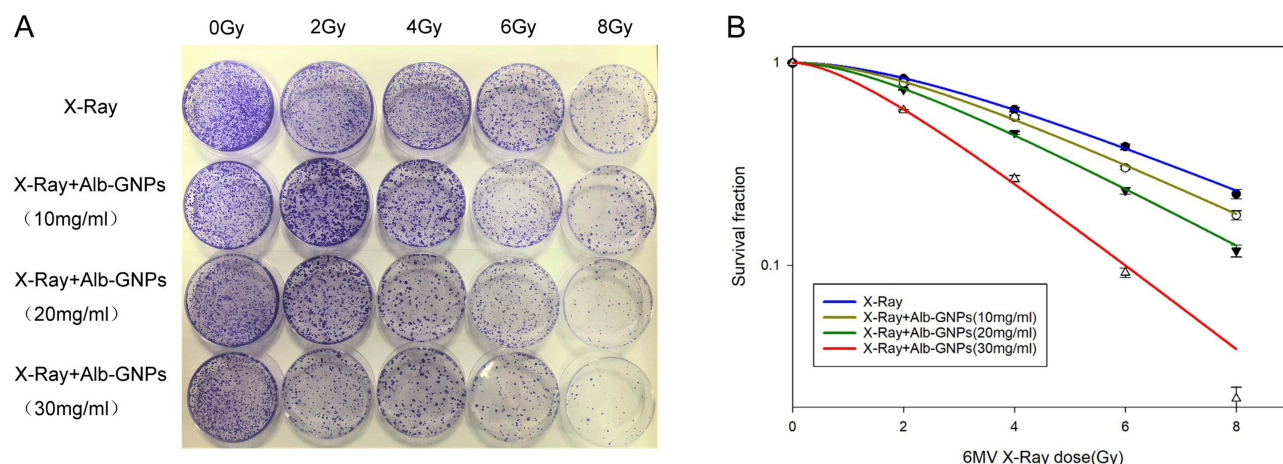 A
0Gy 2Gy 4Gy 6Gy 8Gy
X-Ray
X-Ray+Alb-GNPs
（10mg/ml）
X-Ray+Alb-GNPs
（20mg/ml）
X-Ray+Alb-GNPs
（30mg/ml）
B
1
0.1
Survival fraction
X-Ray
X-Ray+Alb-GNPs(10mg/ml)
X-Ray+Alb-GNPs(20mg/ml)
X-Ray+Alb-GNPs(30mg/ml)
0 2 4 6 8
6MV X-Ray dose(Gy)